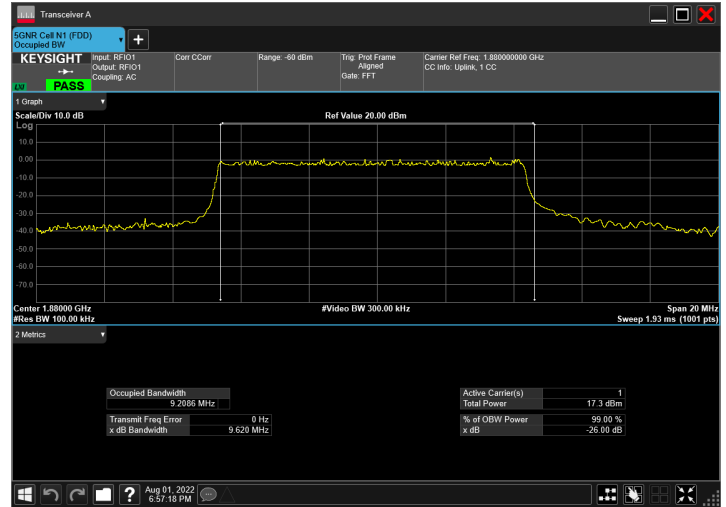 Transceiver A
5GNR Cell N1 (FDD)
Occupied BW
KEYSIGHT
LXI
PASS
Input: RFIO1
Output: RFIO1
Coupling: AC
Corr CCorr
Range: -60 dBm
Trig: Prot Frame
Aligned
Gate: FFT
Carrier Ref Freq: 1.880000000 GHz
CC Info: Uplink, 1 CC
1 Graph
Scale/Div 10.0 dB
Ref Value 20.00 dBm
Log
10.0
0.00
-10.0
-20.0
-30.0
-40.0
-50.0
-60.0
-70.0
Center 1.88000 GHz
#Video BW 300.00 kHz
Span 20 MHz
#Res BW 100.00 kHz
Sweep 1.93 ms (1001 pts)
2 Metrics
Occupied Bandwidth
9.2086 MHz
Transmit Freq Error 0 Hz
x dB Bandwidth 9.620 MHz
Active Carrier(s) 1
Total Power 17.3 dBm
% of OBW Power 99.00 %
x dB -26.00 dB
Aug 01, 2022
6:57:18 PM